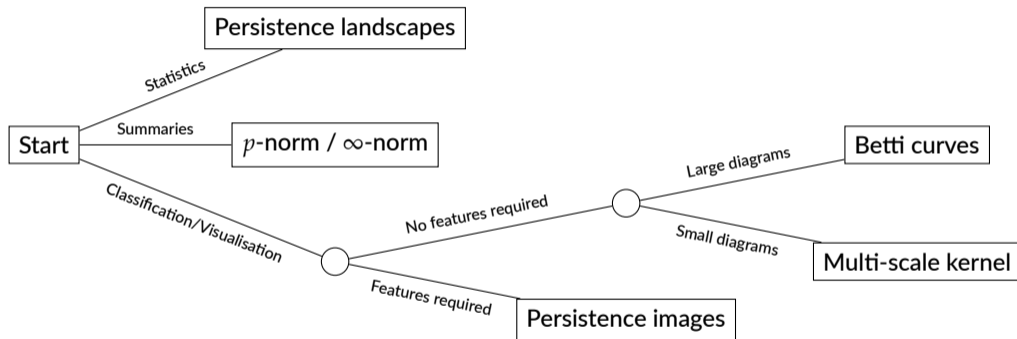 Persistence landscapes
Statistics
Start
Summaries
p-norm / ∞-norm
Classification/Visualisation
No features required
Large diagrams
Betti curves
Small diagrams
Multi-scale kernel
Features required
Persistence images